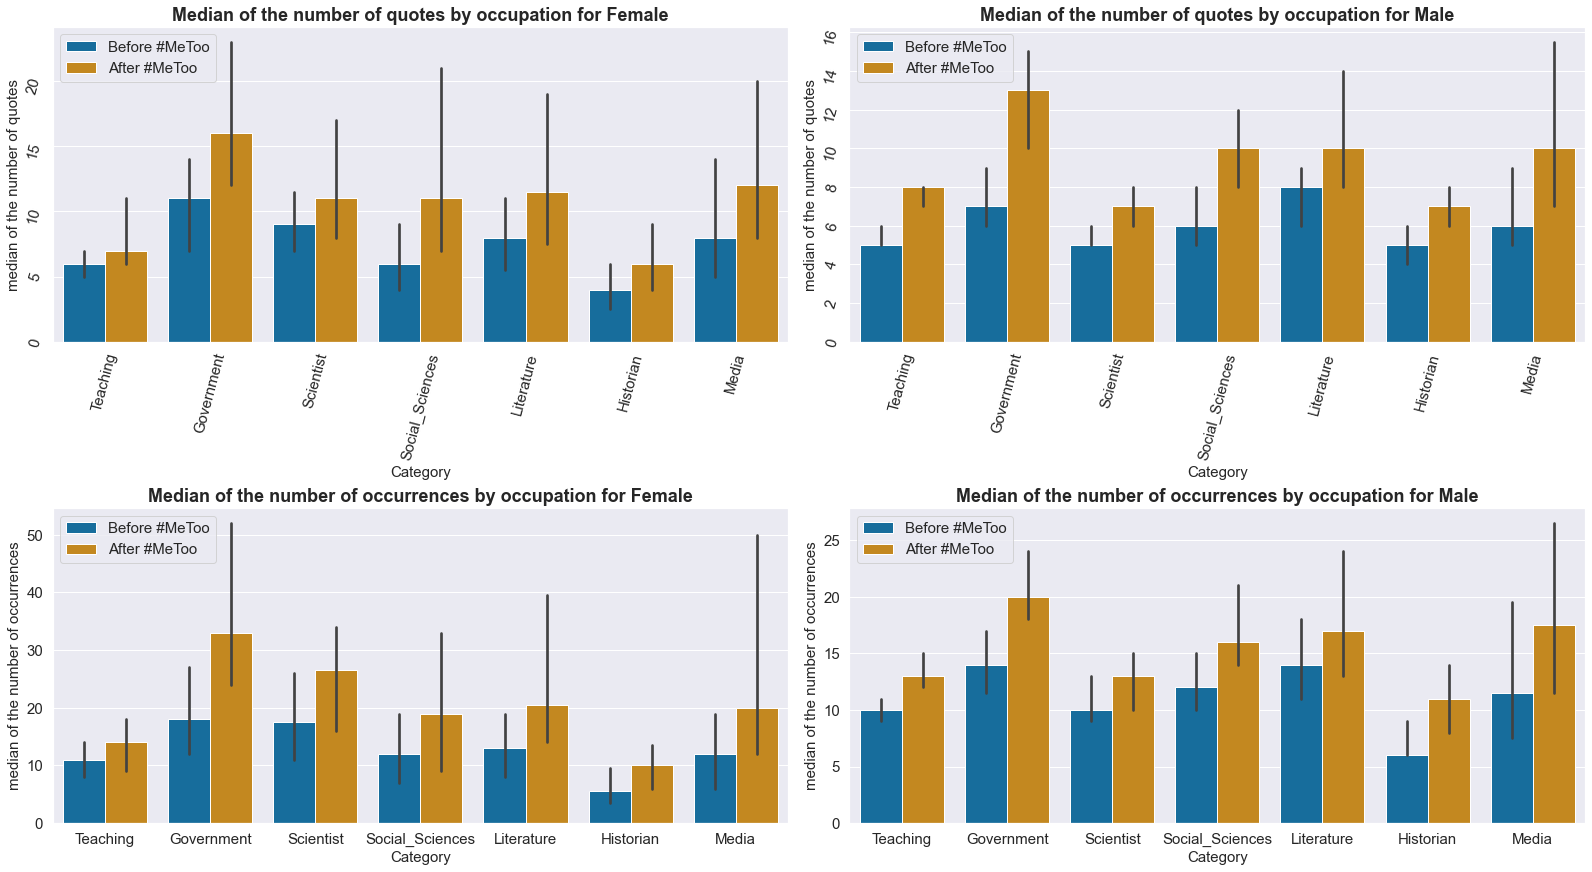 Median of the number of quotes by occupation for Female
Before #MeToo
After #MeToo
median of the number of quotes
20
15
10
5
0
Teaching
Government
Scientist
Social_Sciences
Literature
Historian
Media
Category
Median of the number of quotes by occupation for Male
Before #MeToo
After #MeToo
median of the number of quotes
16
14
12
10
8
6
4
2
0
Teaching
Government
Scientist
Social_Sciences
Literature
Historian
Media
Category
Median of the number of occurrences by occupation for Female
Before #MeToo
After #MeToo
median of the number of occurrences
50
40
30
20
10
0
Teaching
Government
Scientist
Social_Sciences
Literature
Historian
Media
Category
Median of the number of occurrences by occupation for Male
Before #MeToo
After #MeToo
median of the number of occurrences
25
20
15
10
5
0
Teaching
Government
Scientist
Social_Sciences
Literature
Historian
Media
Category